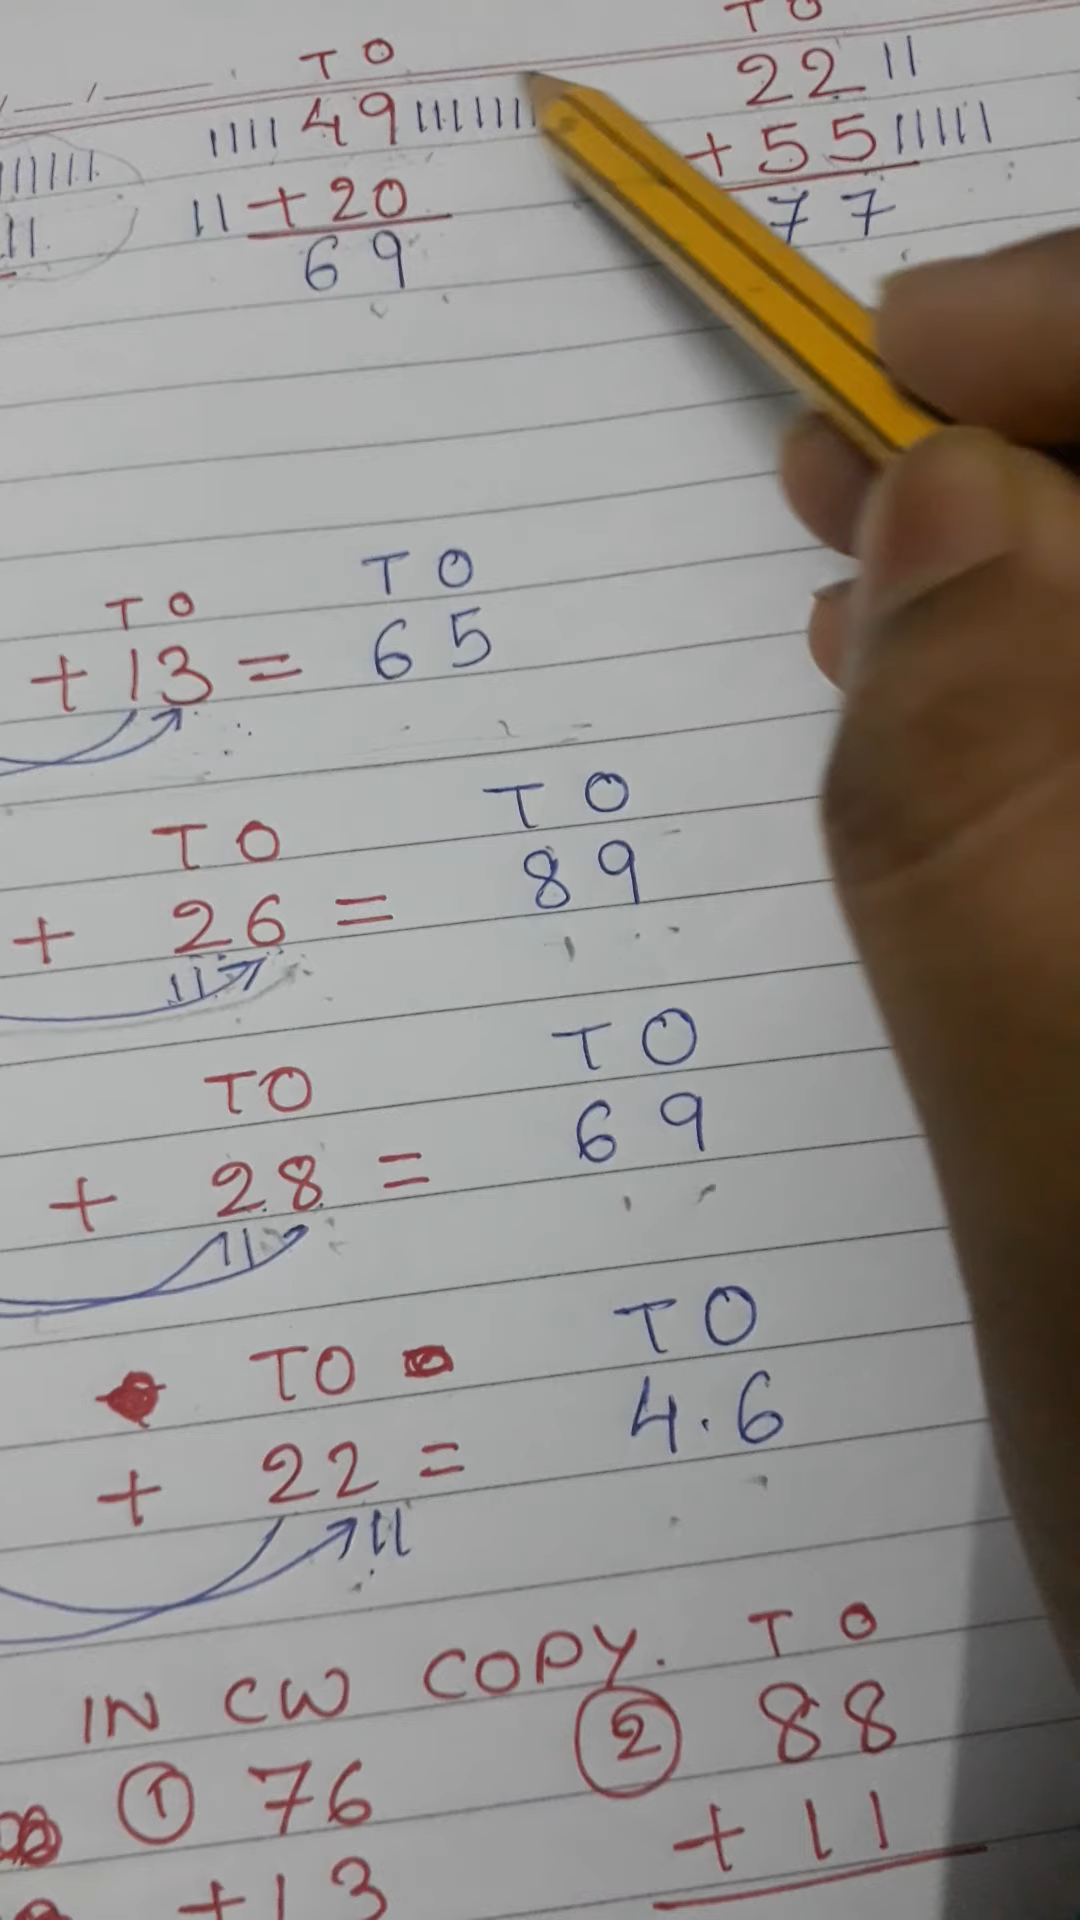 T O
T O
49
22
+ 20
+ 55
69
77
T O
T O
+ 13 = 65
T O
T O
+ 26 = 89
T O
T O
+ 28 = 69
T O
T O
+ 22 = 4.6
IN CW COPY.
T O
① 76
② 88
+ 13
+ 11